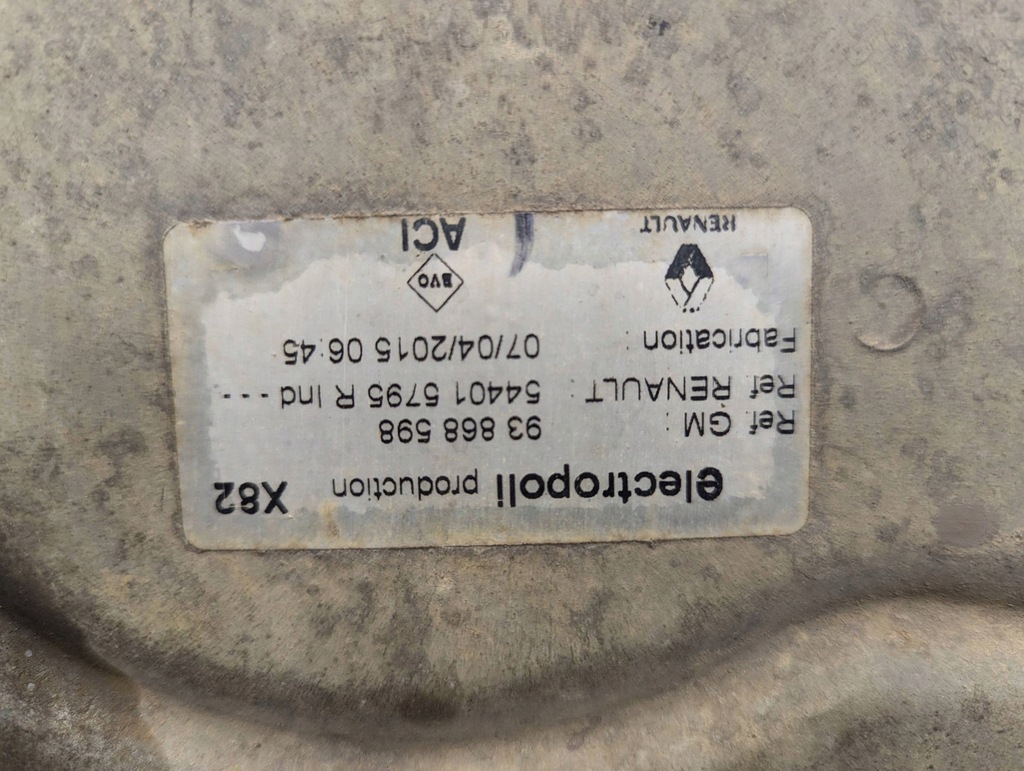 electropoli production X82
Ref GM : 93 868 598
Ref RENAULT : 54401 5795 R Ind ---
Fabrication : 07/04/2015 06:45
BVO
RENAULT ACI